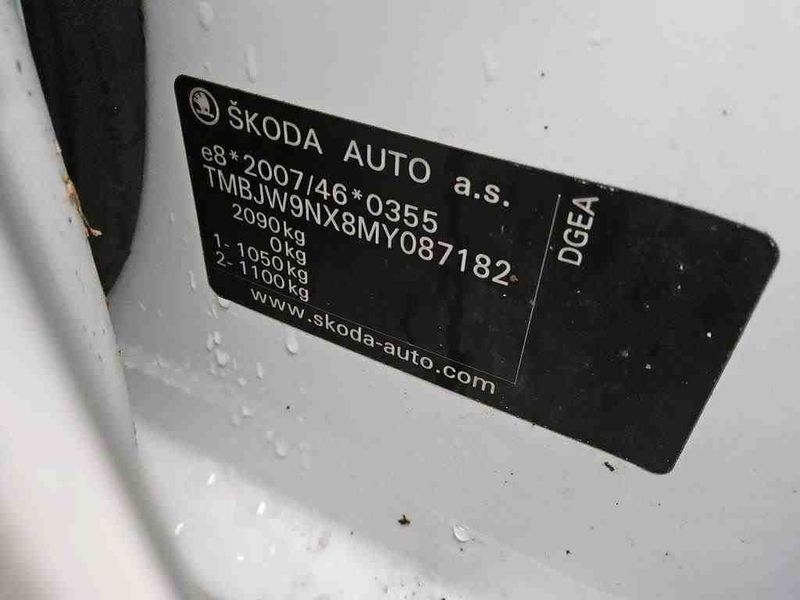 ŠKODA AUTO a.s.
e8*2007/46*0355
TMBJW9NX8MY087182
2090kg
0kg
1- 1050kg
2- 1100kg
www.skoda-auto.com
DGEA